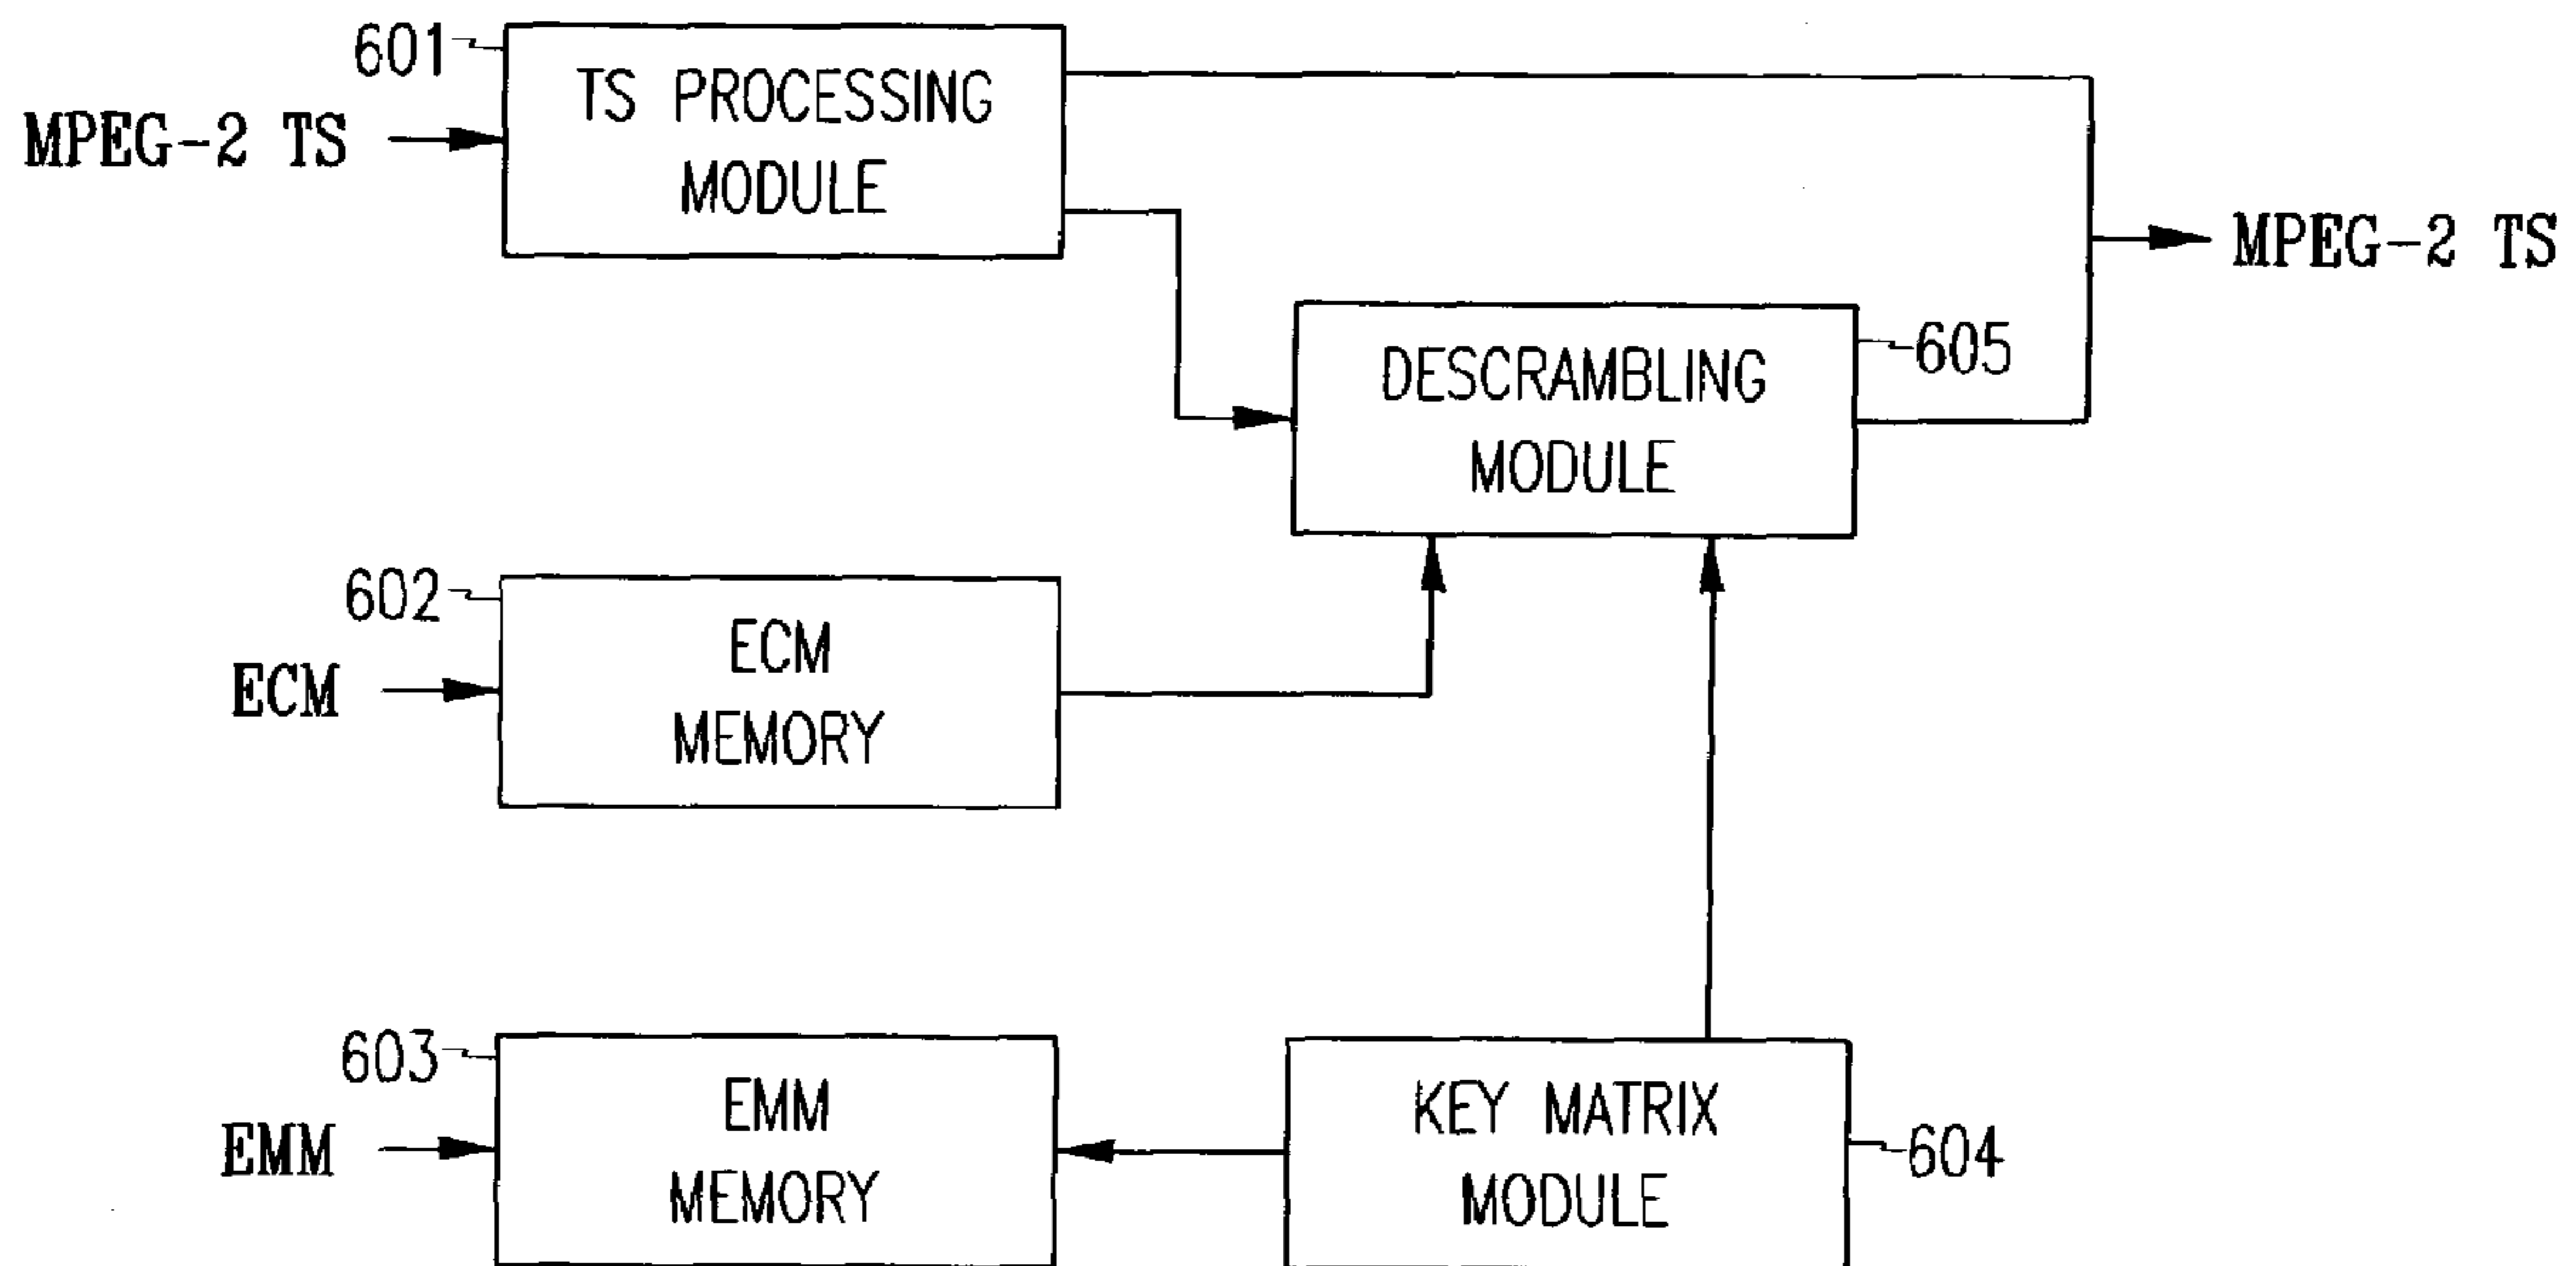 601
TS PROCESSING
MODULE
MPEG-2 TS
MPEG-2 TS
DESCRAMBLING
MODULE
605
602
ECM
MEMORY
ECM
603
EMM
MEMORY
EMM
KEY MATRIX
MODULE
604